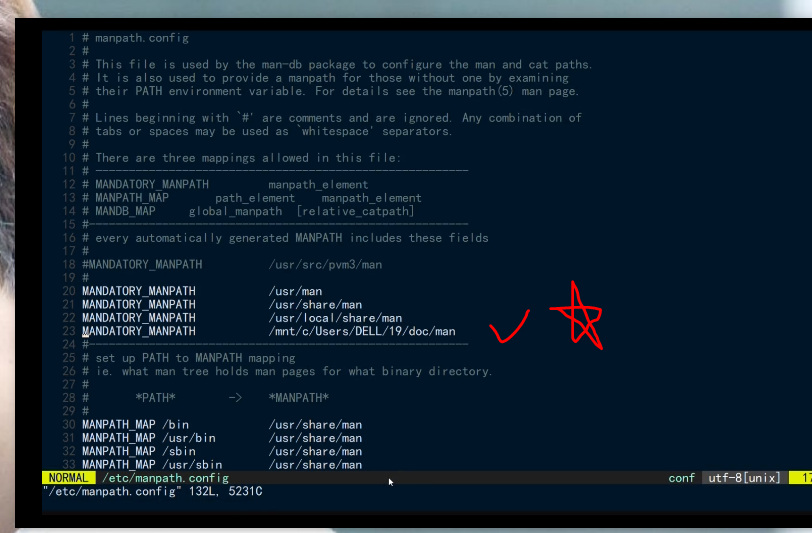 1 # manpath.config
2 #
3 # This file is used by the man-db package to configure the man and cat paths.
4 # It is also used to provide a manpath for those without one by examining
5 # their PATH environment variable. For details see the manpath(5) man page.
6 #
7 # Lines beginning with `#' are comments and are ignored. Any combination of
8 # tabs or spaces may be used as `whitespace' separators.
9 #
10 # There are three mappings allowed in this file:
11 # --------------------------------------------------------
12 # MANDATORY_MANPATH manpath_element
13 # MANPATH_MAP path_element manpath_element
14 # MANDB_MAP global_manpath [relative_catpath]
15 #---------------------------------------------------------
16 # every automatically generated MANPATH includes these fields
17 #
18 #MANDATORY_MANPATH /usr/src/pvm3/man
19 #
20 MANDATORY_MANPATH /usr/man
21 MANDATORY_MANPATH /usr/share/man
22 MANDATORY_MANPATH /usr/local/share/man
23 MANDATORY_MANPATH /mnt/c/Users/DELL/19/doc/man
24 #---------------------------------------------------------
25 # set up PATH to MANPATH mapping
26 # ie. what man tree holds man pages for what binary directory.
27 #
28 # *PATH* -> *MANPATH*
29 #
30 MANPATH_MAP /bin /usr/share/man
31 MANPATH_MAP /usr/bin /usr/share/man
32 MANPATH_MAP /sbin /usr/share/man
33 MANPATH_MAP /usr/sbin /usr/share/man
NORMAL /etc/manpath.config conf utf-8[unix] 17
"/etc/manpath.config" 132L, 5231C